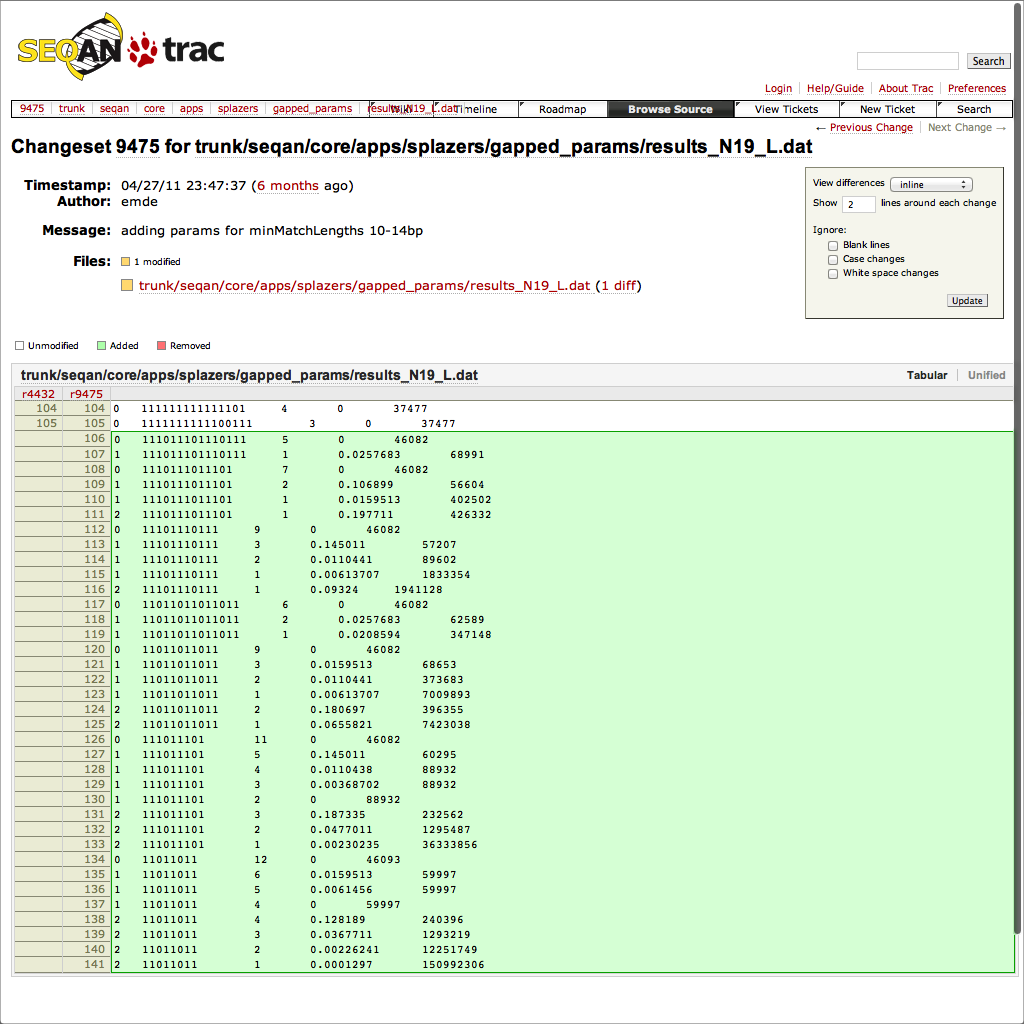 SEQAN trac
Search
Login Help/Guide About Trac Preferences
9475 trunk seqan core apps splazers gapped_params results_N19_L.dat Wiki Timeline Roadmap Browse Source View Tickets New Ticket Search
← Previous Change Next Change →
Changeset 9475 for trunk/seqan/core/apps/splazers/gapped_params/results_N19_L.dat
Timestamp: 04/27/11 23:47:37 (6 months ago)
Author: emde
Message: adding params for minMatchLengths 10-14bp
Files: 1 modified
trunk/seqan/core/apps/splazers/gapped_params/results_N19_L.dat (1 diff)
View differences inline
Show 2 lines around each change
Ignore:
Blank lines
Case changes
White space changes
Update
Unmodified Added Removed
trunk/seqan/core/apps/splazers/gapped_params/results_N19_L.dat Tabular Unified
r4432 r9475
104 104 0 111111111111101 4 0 37477
105 105 0 1111111111100111 3 0 37477
106 0 111011101110111 5 0 46082
107 1 111011101110111 1 0.0257683 68991
108 0 1110111011101 7 0 46082
109 1 1110111011101 2 0.106899 56604
110 1 1110111011101 1 0.0159513 402502
111 2 1110111011101 1 0.197711 426332
112 0 11101110111 9 0 46082
113 1 11101110111 3 0.145011 57207
114 1 11101110111 2 0.0110441 89602
115 1 11101110111 1 0.00613707 1833354
116 2 11101110111 1 0.09324 1941128
117 0 11011011011011 6 0 46082
118 1 11011011011011 2 0.0257683 62589
119 1 11011011011011 1 0.0208594 347148
120 0 11011011011 9 0 46082
121 1 11011011011 3 0.0159513 68653
122 1 11011011011 2 0.0110441 373683
123 1 11011011011 1 0.00613707 7009893
124 2 11011011011 2 0.180697 396355
125 2 11011011011 1 0.0655821 7423038
126 0 111011101 11 0 46082
127 1 111011101 5 0.145011 60295
128 1 111011101 4 0.0110438 88932
129 1 111011101 3 0.00368702 88932
130 1 111011101 2 0 88932
131 2 111011101 3 0.187335 232562
132 2 111011101 2 0.0477011 1295487
133 2 111011101 1 0.00230235 36333856
134 0 11011011 12 0 46093
135 1 11011011 6 0.0159513 59997
136 1 11011011 5 0.0061456 59997
137 1 11011011 4 0 59997
138 2 11011011 4 0.128189 240396
139 2 11011011 3 0.0367711 1293219
140 2 11011011 2 0.00226241 12251749
141 2 11011011 1 0.0001297 150992306